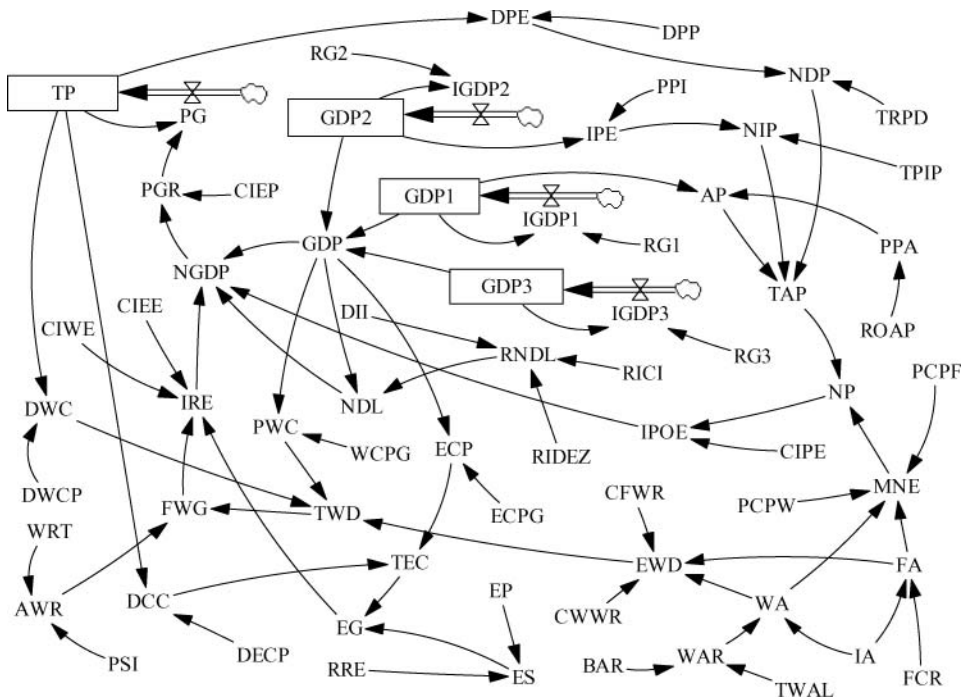 DPE
DPP
RG2
TP
IGDP2
NDP
PPI
PG
GDP2
TRPD
IPE
NIP
TPIP
PGR
CIEP
GDP1
AP
IGDP1
RG1
PPA
GDP
NGDP
GDP3
TAP
CIEE
DII
IGDP3
ROAP
CIWE
RNDL
RG3
RICI
PCPF
DWC
IRE
NDL
NP
PWC
IPOE
WCPG
ECP
RIDEZ
CIPE
DWCP
CFWR
MNE
FWG
TWD
ECPG
PCPW
WRT
TEC
EWD
FA
AWR
DCC
EP
CWWR
WA
EG
PSI
DECP
RRE
ES
BAR
WAR
IA
FCR
TWAL